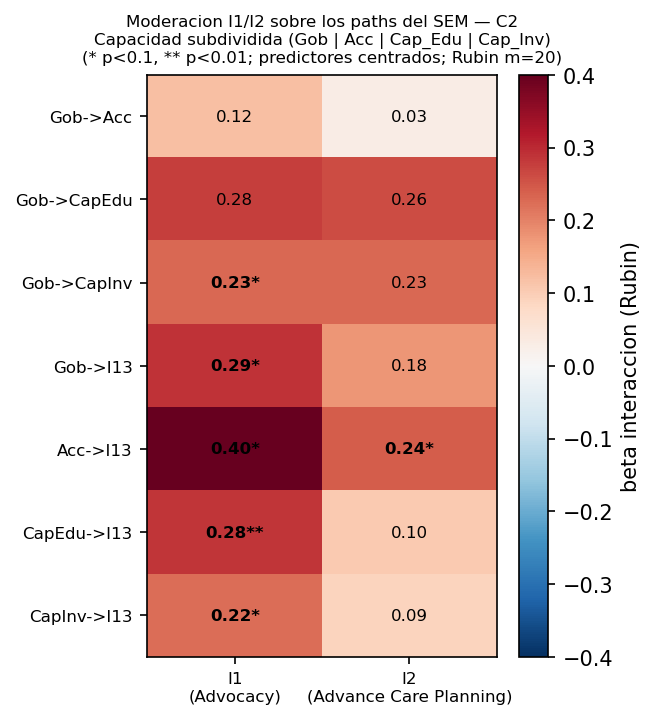 Moderacion I1/I2 sobre los paths del SEM — C2
Capacidad subdividida (Gob | Acc | Cap_Edu | Cap_Inv)
(* p<0.1, ** p<0.01; predictores centrados; Rubin m=20)
Gob->Acc 0.12 0.03
Gob->CapEdu 0.28 0.26
Gob->CapInv 0.23* 0.23
Gob->I13 0.29* 0.18
Acc->I13 0.40* 0.24*
CapEdu->I13 0.28** 0.10
CapInv->I13 0.22* 0.09
I1 I2
(Advocacy) (Advance Care Planning)
0.4
0.3
0.2
0.1
0.0
−0.1
−0.2
−0.3
−0.4
beta interaccion (Rubin)